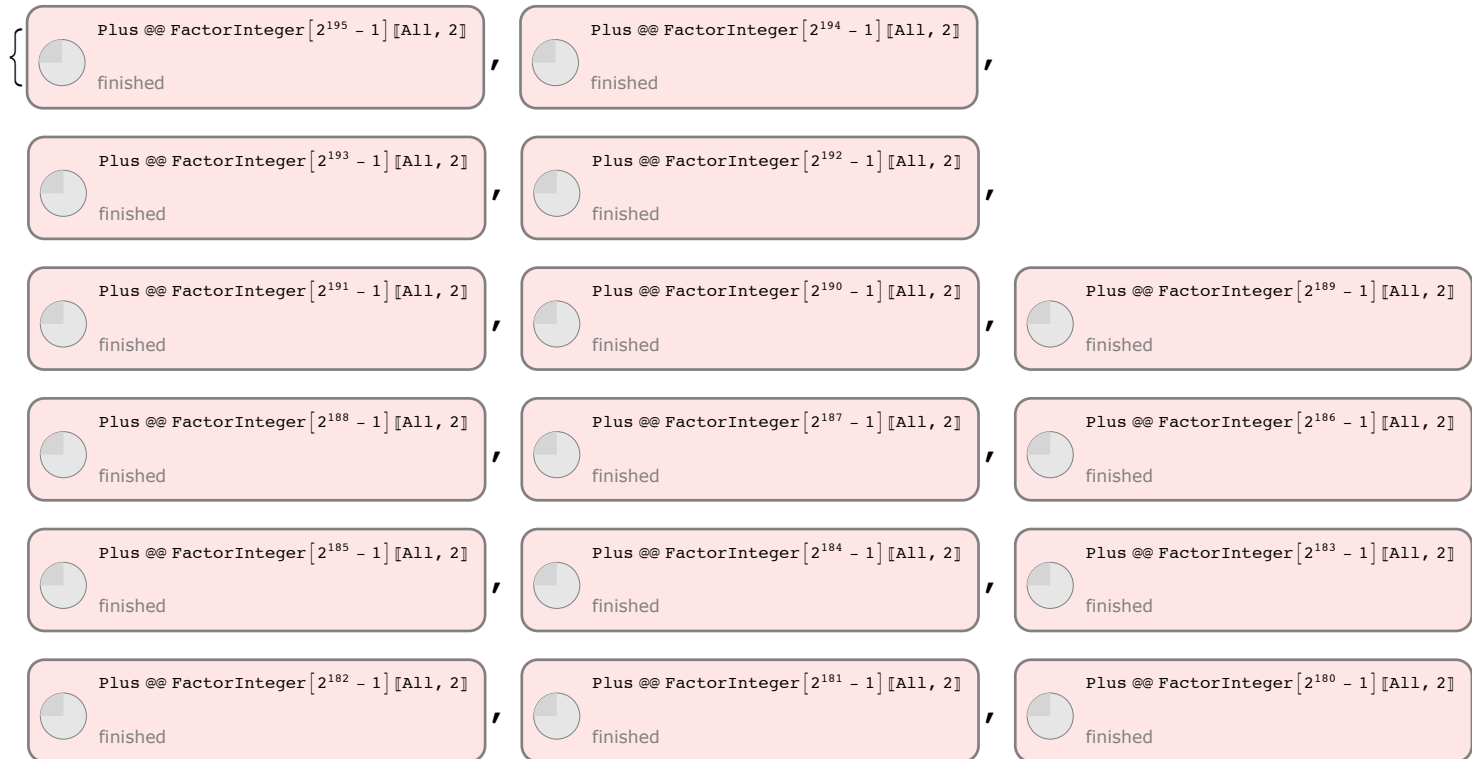 { Plus @@ FactorInteger[2^195 - 1]⟦All, 2⟧ Plus @@ FactorInteger[2^194 - 1]⟦All, 2⟧
finished , finished ,
Plus @@ FactorInteger[2^193 - 1]⟦All, 2⟧ Plus @@ FactorInteger[2^192 - 1]⟦All, 2⟧
finished , finished ,
Plus @@ FactorInteger[2^191 - 1]⟦All, 2⟧ Plus @@ FactorInteger[2^190 - 1]⟦All, 2⟧ Plus @@ FactorInteger[2^189 - 1]⟦All, 2⟧
finished , finished , finished
Plus @@ FactorInteger[2^188 - 1]⟦All, 2⟧ Plus @@ FactorInteger[2^187 - 1]⟦All, 2⟧ Plus @@ FactorInteger[2^186 - 1]⟦All, 2⟧
finished , finished , finished
Plus @@ FactorInteger[2^185 - 1]⟦All, 2⟧ Plus @@ FactorInteger[2^184 - 1]⟦All, 2⟧ Plus @@ FactorInteger[2^183 - 1]⟦All, 2⟧
finished , finished , finished
Plus @@ FactorInteger[2^182 - 1]⟦All, 2⟧ Plus @@ FactorInteger[2^181 - 1]⟦All, 2⟧ Plus @@ FactorInteger[2^180 - 1]⟦All, 2⟧
finished , finished , finished